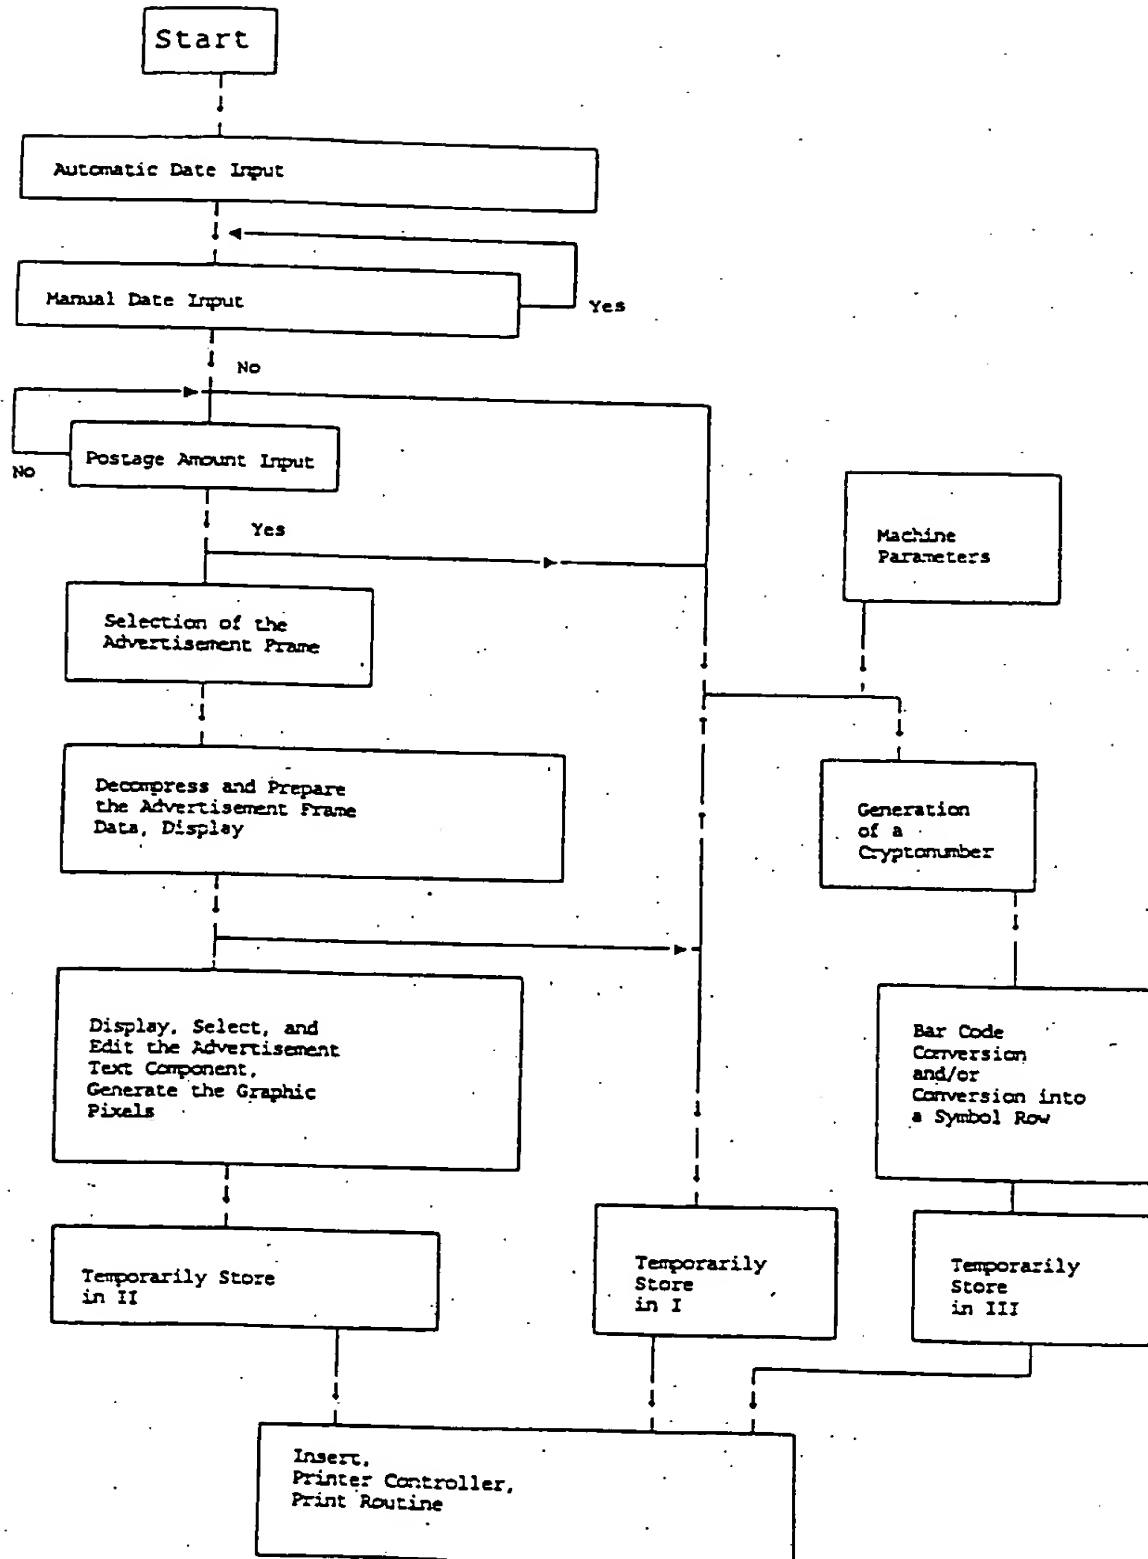 Start
Automatic Date Input
Manual Date Input
Yes
No
Postage Amount Input
No
Yes
Machine
Parameters
Selection of the
Advertisement Frame
Decompress and Prepare
the Advertisement Frame
Data, Display
Generation
of a
Cryptonumber
Display, Select, and
Edit the Advertisement
Text Component,
Generate the Graphic
Pixels
Bar Code
Conversion
and/or
Conversion into
a Symbol Row
Temporarily Store
in II
Temporarily
Store
in I
Temporarily
Store
in III
Insert,
Printer Controller,
Print Routine